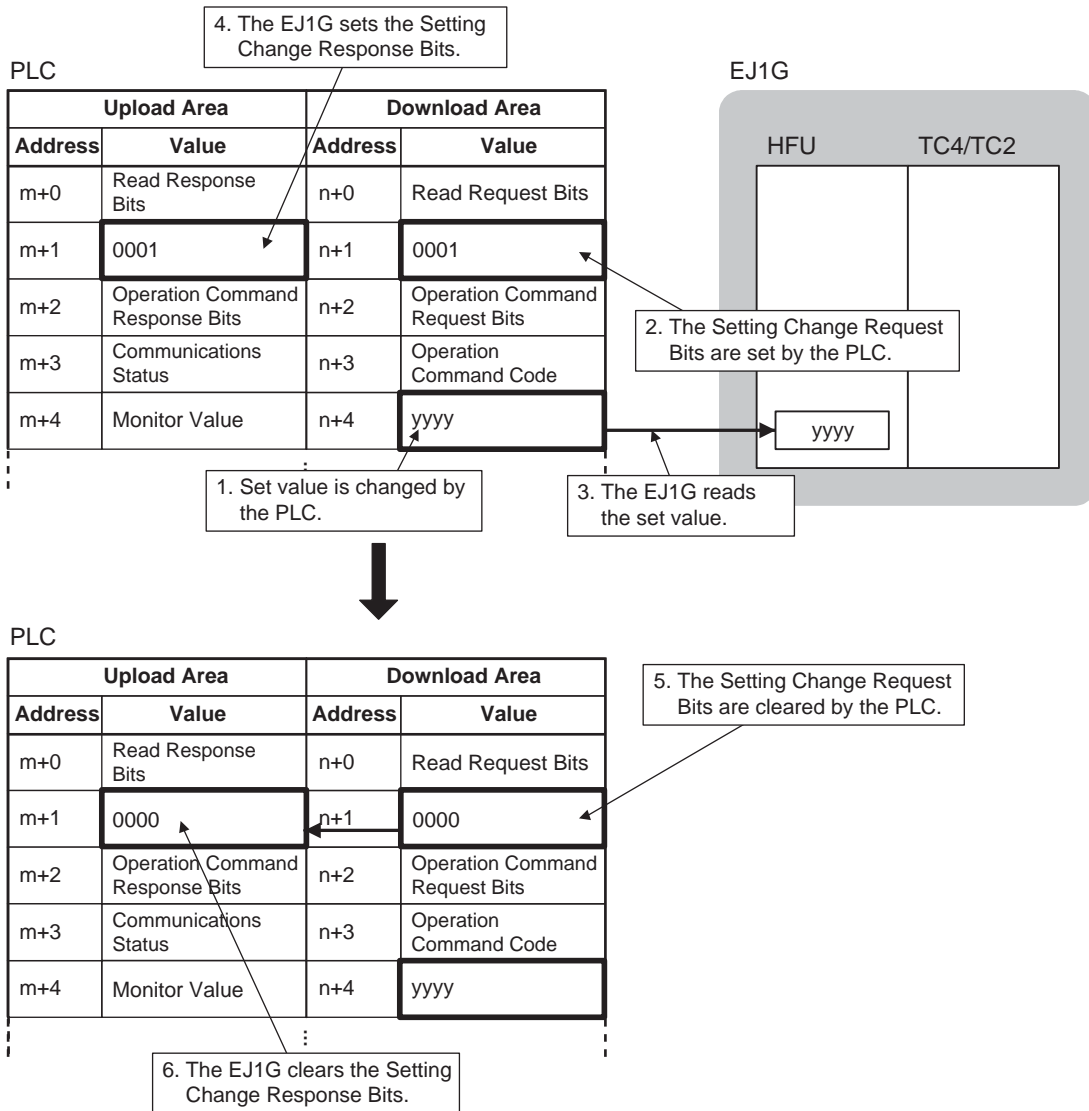 4. The EJ1G sets the Setting
Change Response Bits.
PLC
EJ1G
Upload Area Download Area
Address Value Address Value
HFU TC4/TC2
m+0 Read Response
Bits n+0 Read Request Bits
m+1 0001 n+1 0001
m+2 Operation Command
Response Bits n+2 Operation Command
Request Bits
2. The Setting Change Request
Bits are set by the PLC.
m+3 Communications
Status n+3 Operation
Command Code
m+4 Monitor Value n+4 yyyy
yyyy
1. Set value is changed by
the PLC.
3. The EJ1G reads
the set value.
PLC
Upload Area Download Area
Address Value Address Value
5. The Setting Change Request
Bits are cleared by the PLC.
m+0 Read Response
Bits n+0 Read Request Bits
m+1 0000 n+1 0000
m+2 Operation Command
Response Bits n+2 Operation Command
Request Bits
m+3 Communications
Status n+3 Operation
Command Code
m+4 Monitor Value n+4 yyyy
6. The EJ1G clears the Setting
Change Response Bits.